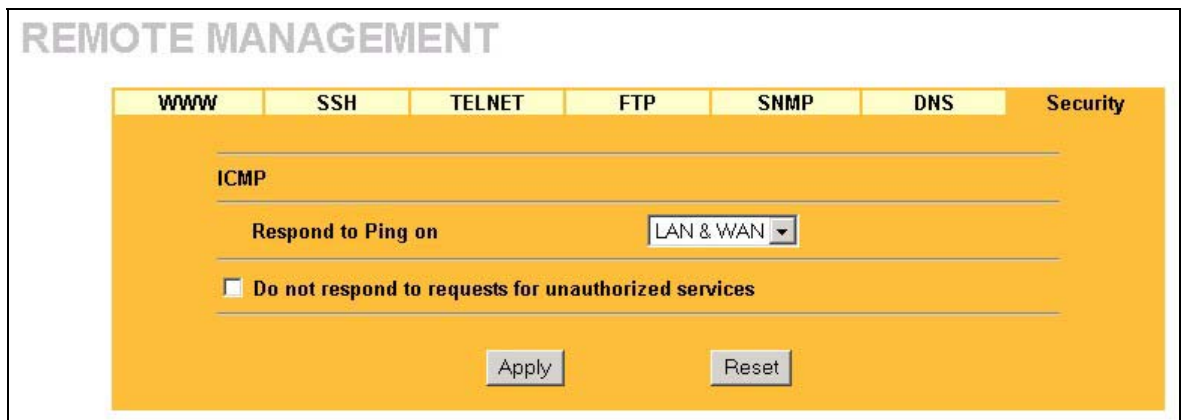 REMOTE MANAGEMENT
WWW SSH TELNET FTP SNMP DNS Security
ICMP
Respond to Ping on LAN & WAN
Do not respond to requests for unauthorized services
Apply Reset